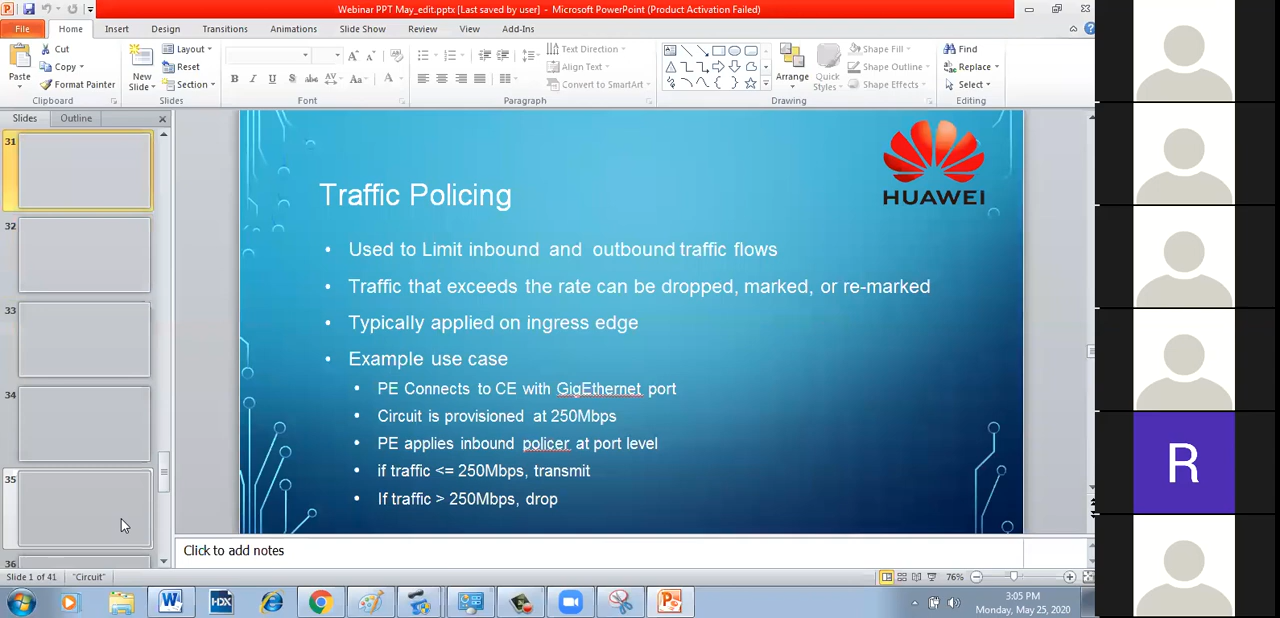 Webinar PPT May_edit.pptx [Last saved by user] - Microsoft PowerPoint (Product Activation Failed)
File Home Insert Design Transitions Animations Slide Show Review View Add-Ins
Paste
Cut
Copy
Format Painter
Clipboard
New Slide
Layout
Reset
Section
Slides
B I U S abc AV Aa A
Font
Paragraph
Text Direction
Align Text
Convert to SmartArt
Arrange
Quick Styles
Shape Fill
Shape Outline
Shape Effects
Drawing
Find
Replace
Select
Editing
Slides Outline
31
32
33
34
35
36
HUAWEI
Traffic Policing
• Used to Limit inbound and outbound traffic flows
• Traffic that exceeds the rate can be dropped, marked, or re-marked
• Typically applied on ingress edge
• Example use case
• PE Connects to CE with GigEthernet port
• Circuit is provisioned at 250Mbps
• PE applies inbound policer at port level
• if traffic <= 250Mbps, transmit
• If traffic > 250Mbps, drop
R
Click to add notes
Slide 1 of 41 "Circuit" 76%
HDX
3:05 PM
Monday, May 25, 2020